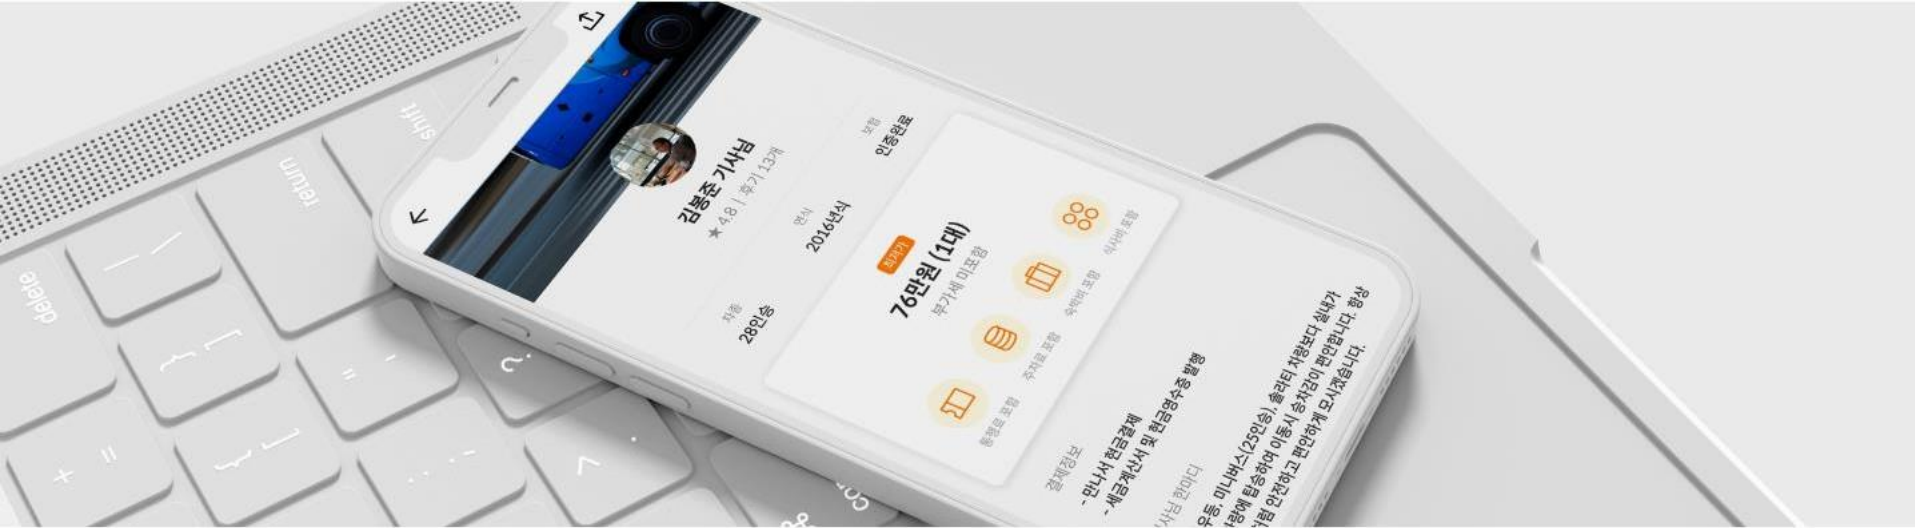 김봉준 기사님
★ 4.8 | 후기 13개
차종
28인승
연식
2016년식
보험
인증완료
최저가
76만원 (1대)
부가세 미포함
통행료 포함
주차료 포함
숙박비 포함
식사비 포함
결제정보
- 만나서 현금결제
- 세금계산서 및 현금영수증 발행
사님 한마디
우등, 미니버스(25인승), 솔라티 차량보다 실내가
량에 탑승하여 이동시 승차감이 편안합니다. 항상
럼 안전하고 편안하게 모시겠습니다.
delete
return
shift
| \
{ [
} ]
" '
? 
+ =
: ;
> .
⌘